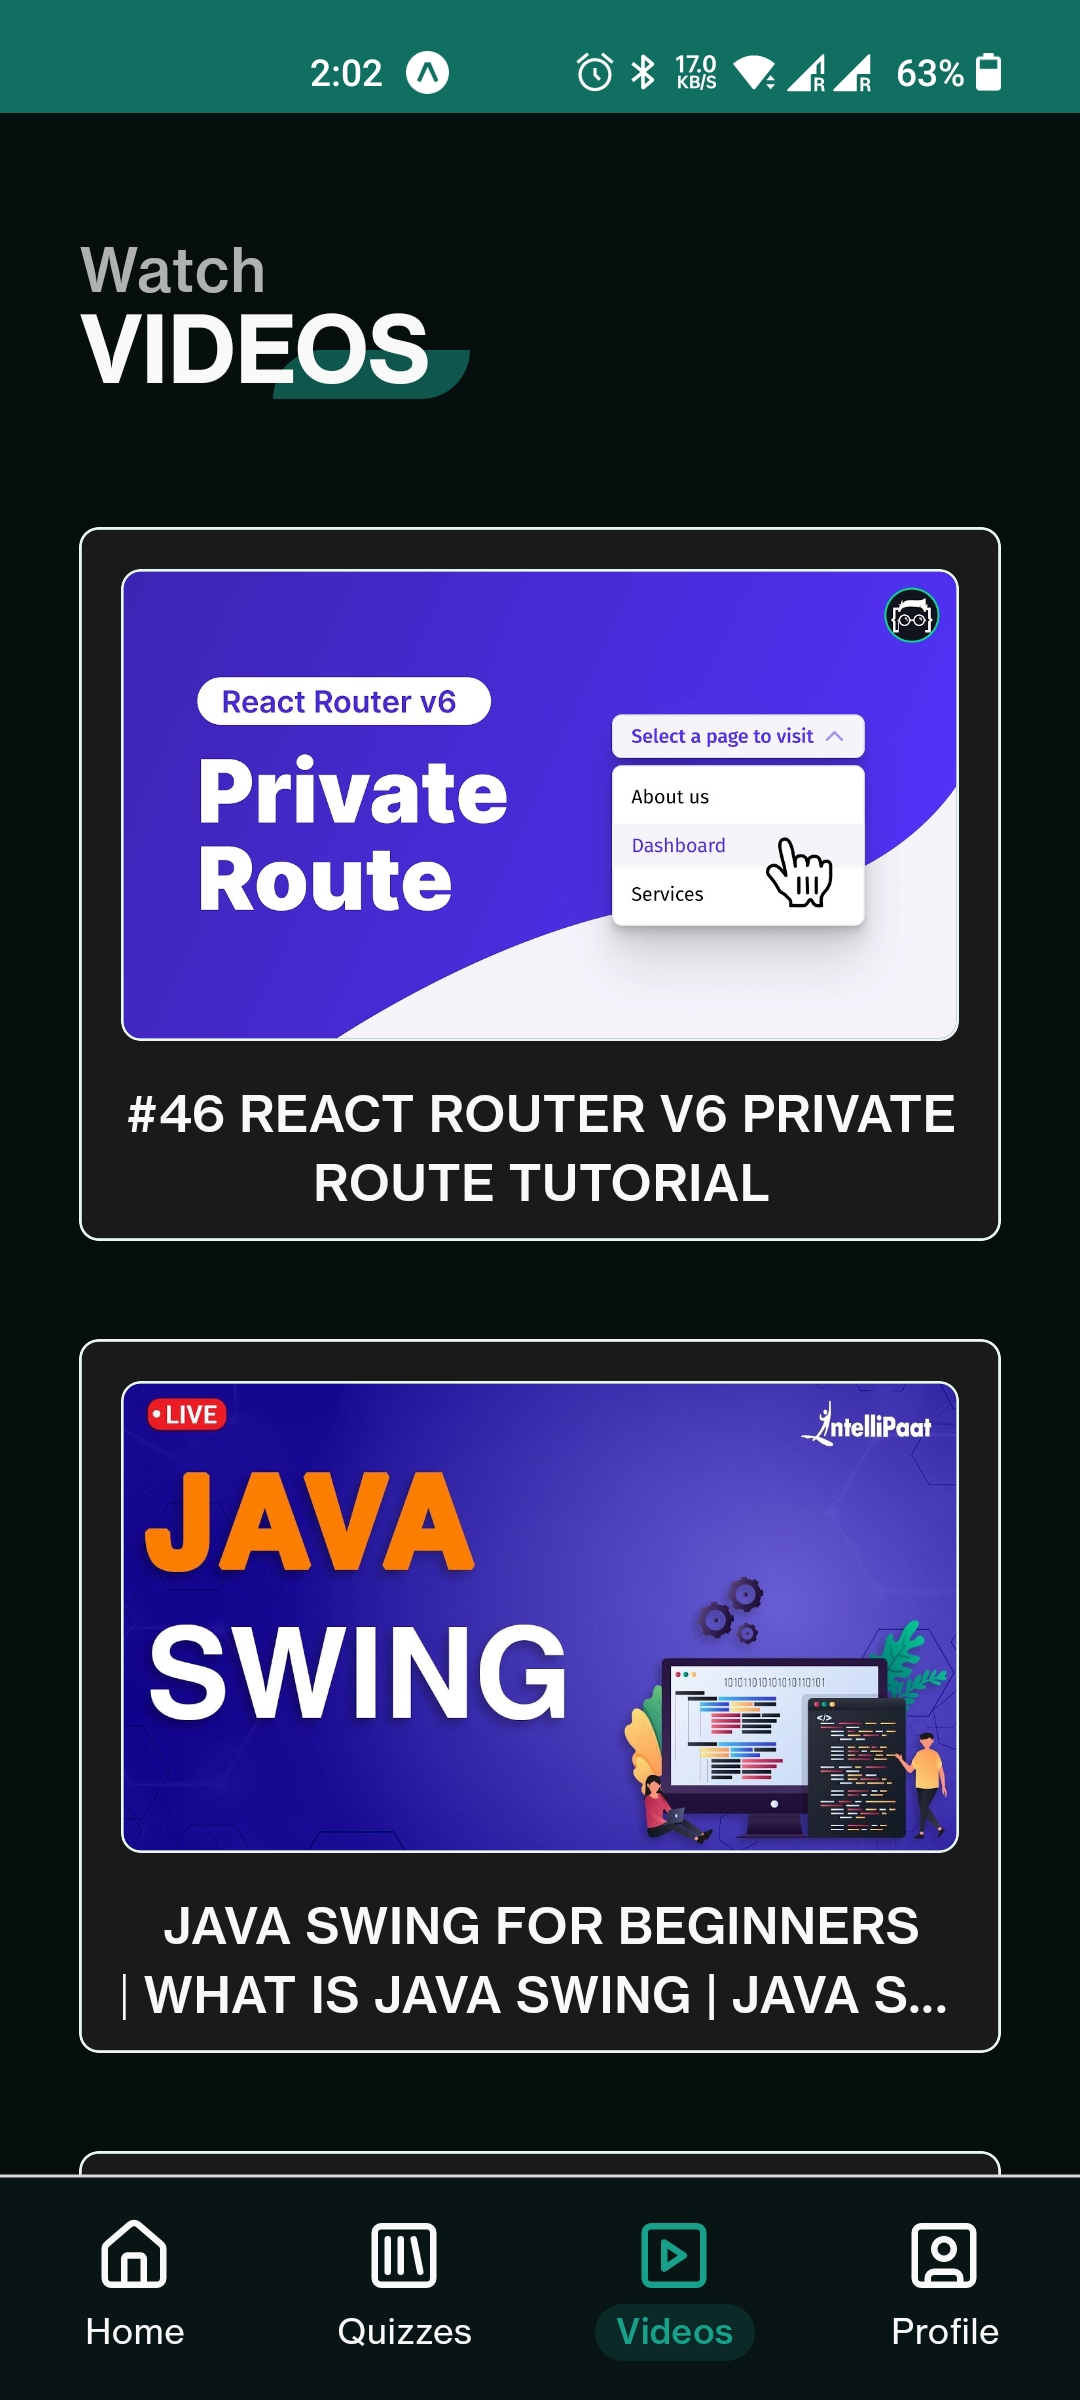 2:02 17.0 KB/S R R 63%
Watch
VIDEOS
React Router v6
Private
Route
Select a page to visit
About us
Dashboard
Services
#46 REACT ROUTER V6 PRIVATE
ROUTE TUTORIAL
LIVE
IntelliPaat
JAVA
SWING
</>
JAVA SWING FOR BEGINNERS
| WHAT IS JAVA SWING | JAVA S...
Home
Quizzes
Videos
Profile